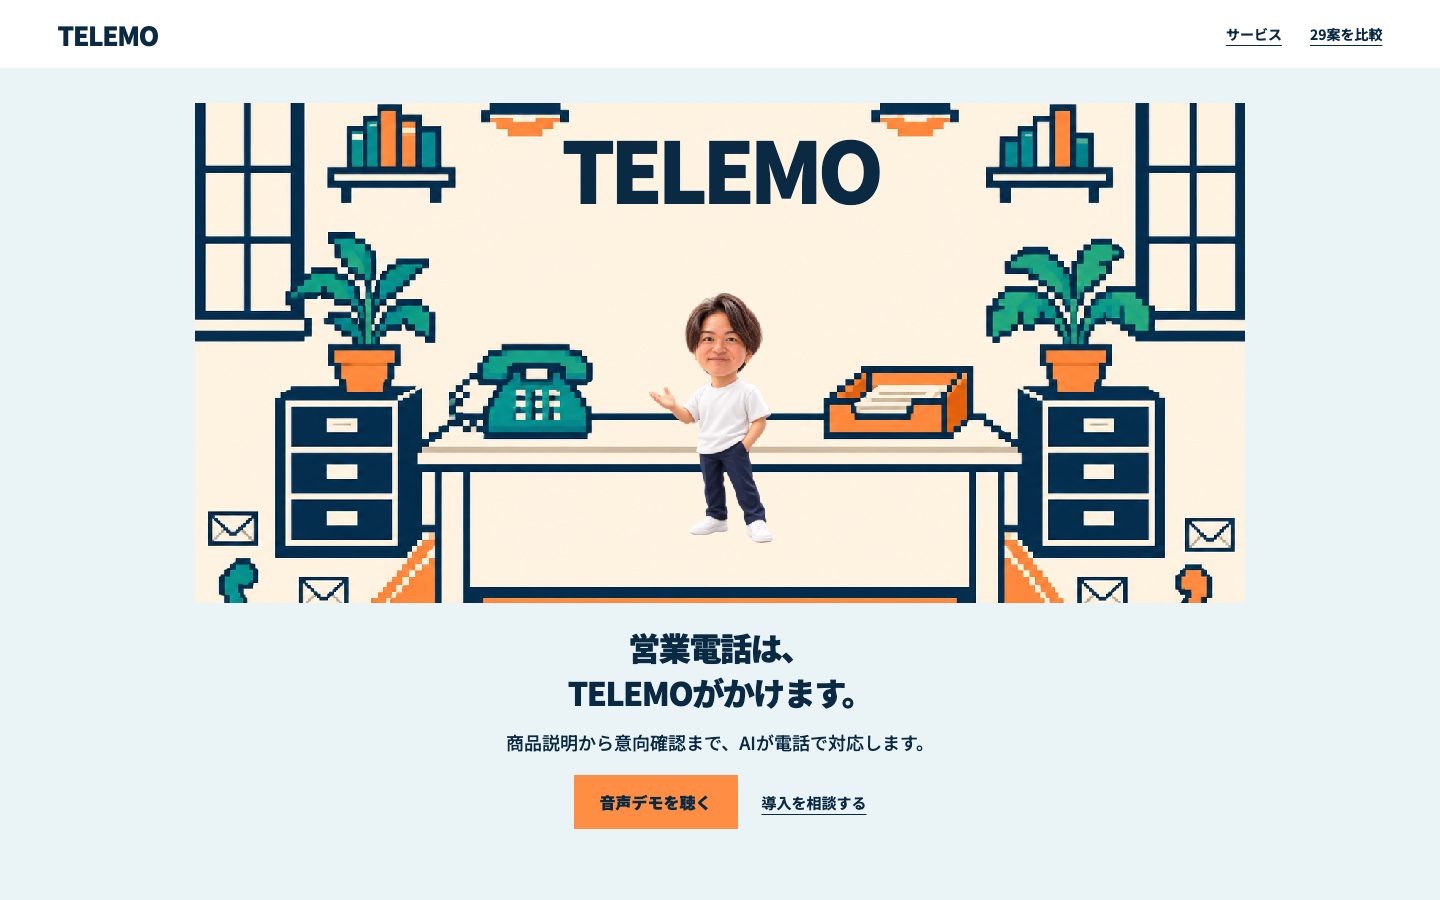 TELEMO
サービス
29案を比較
TELEMO
営業電話は、
TELEMOがかけます。
商品説明から意向確認まで、AIが電話で対応します。
音声デモを聴く
導入を相談する